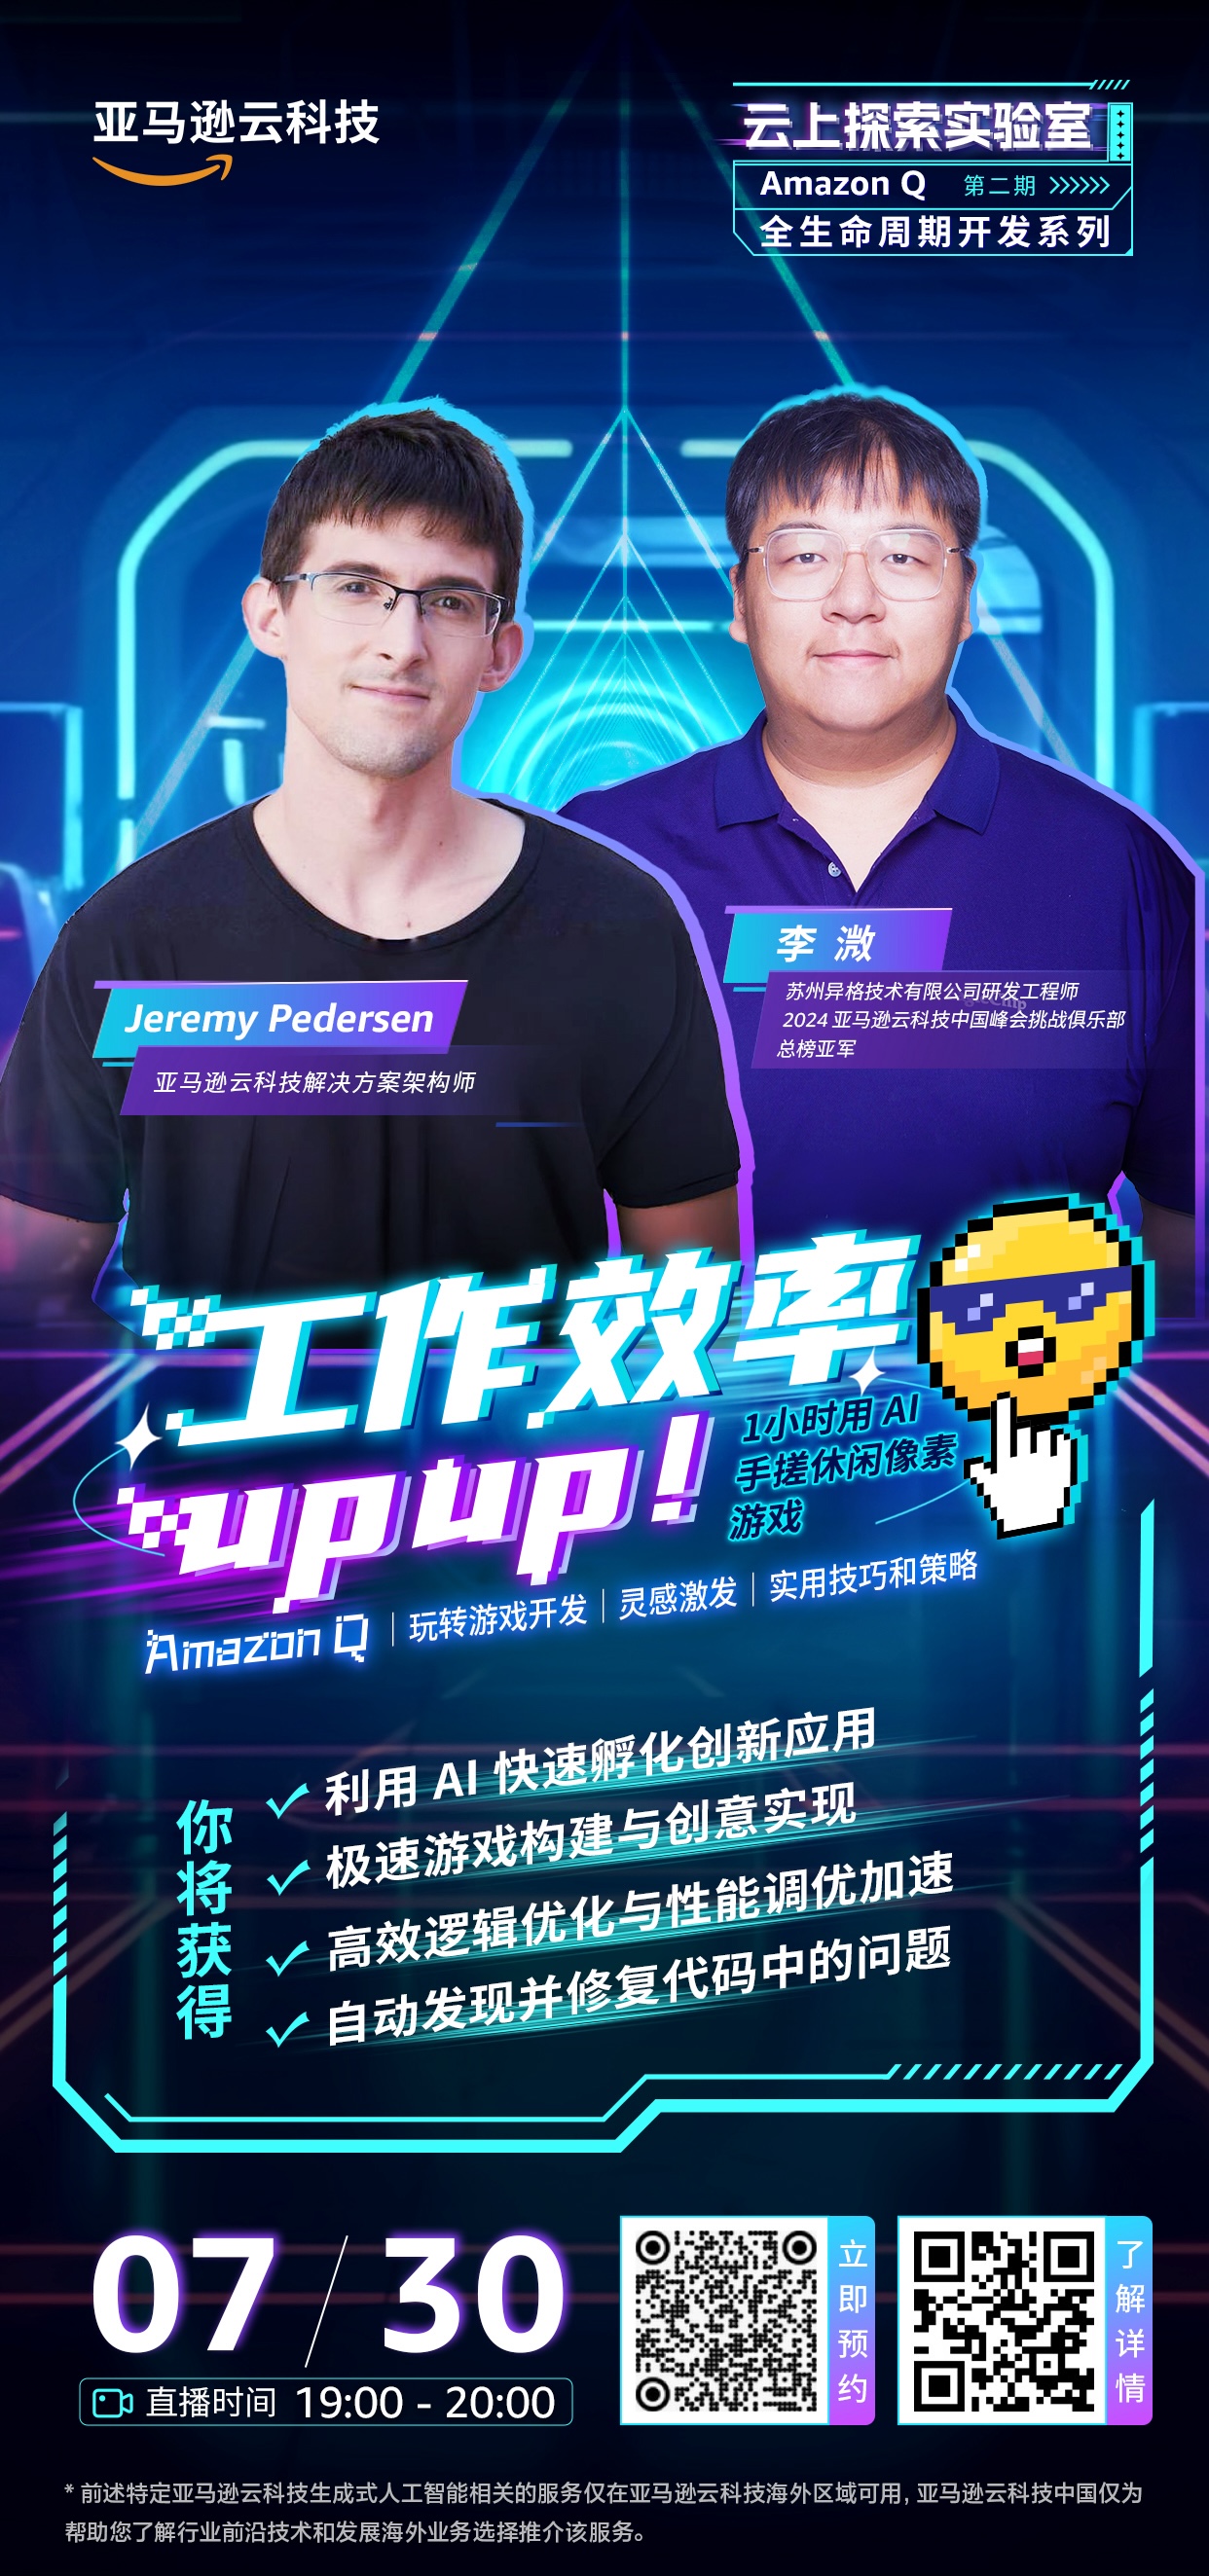 亚马逊云科技
云上探索实验室
Amazon Q 第二期
全生命周期开发系列
李 溦
苏州异格技术有限公司研发工程师
2024 亚马逊云科技中国峰会挑战俱乐部
总榜亚军
Jeremy Pedersen
亚马逊云科技解决方案架构师
工作效率
up up!
1小时用 AI
手搓休闲像素
游戏
Amazon Q | 玩转游戏开发 | 灵感激发 | 实用技巧和策略
你将获得
利用 AI 快速孵化创新应用
极速游戏构建与创意实现
高效逻辑优化与性能调优加速
自动发现并修复代码中的问题
07 / 30
直播时间 19:00 - 20:00
立即预约
了解详情
* 前述特定亚马逊云科技生成式人工智能相关的服务仅在亚马逊云科技海外区域可用, 亚马逊云科技中国仅为
帮助您了解行业前沿技术和发展海外业务选择推介该服务。